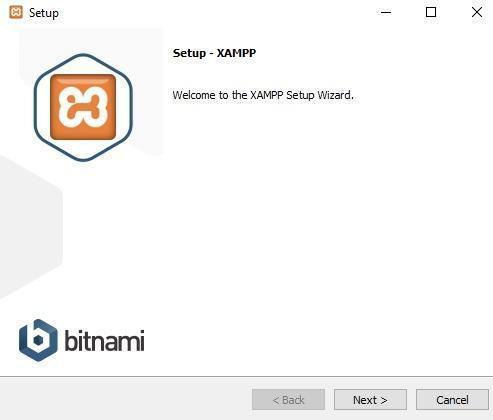 Setup
Setup - XAMPP
Welcome to the XAMPP Setup Wizard.
bitnami
< Back
Next >
Cancel